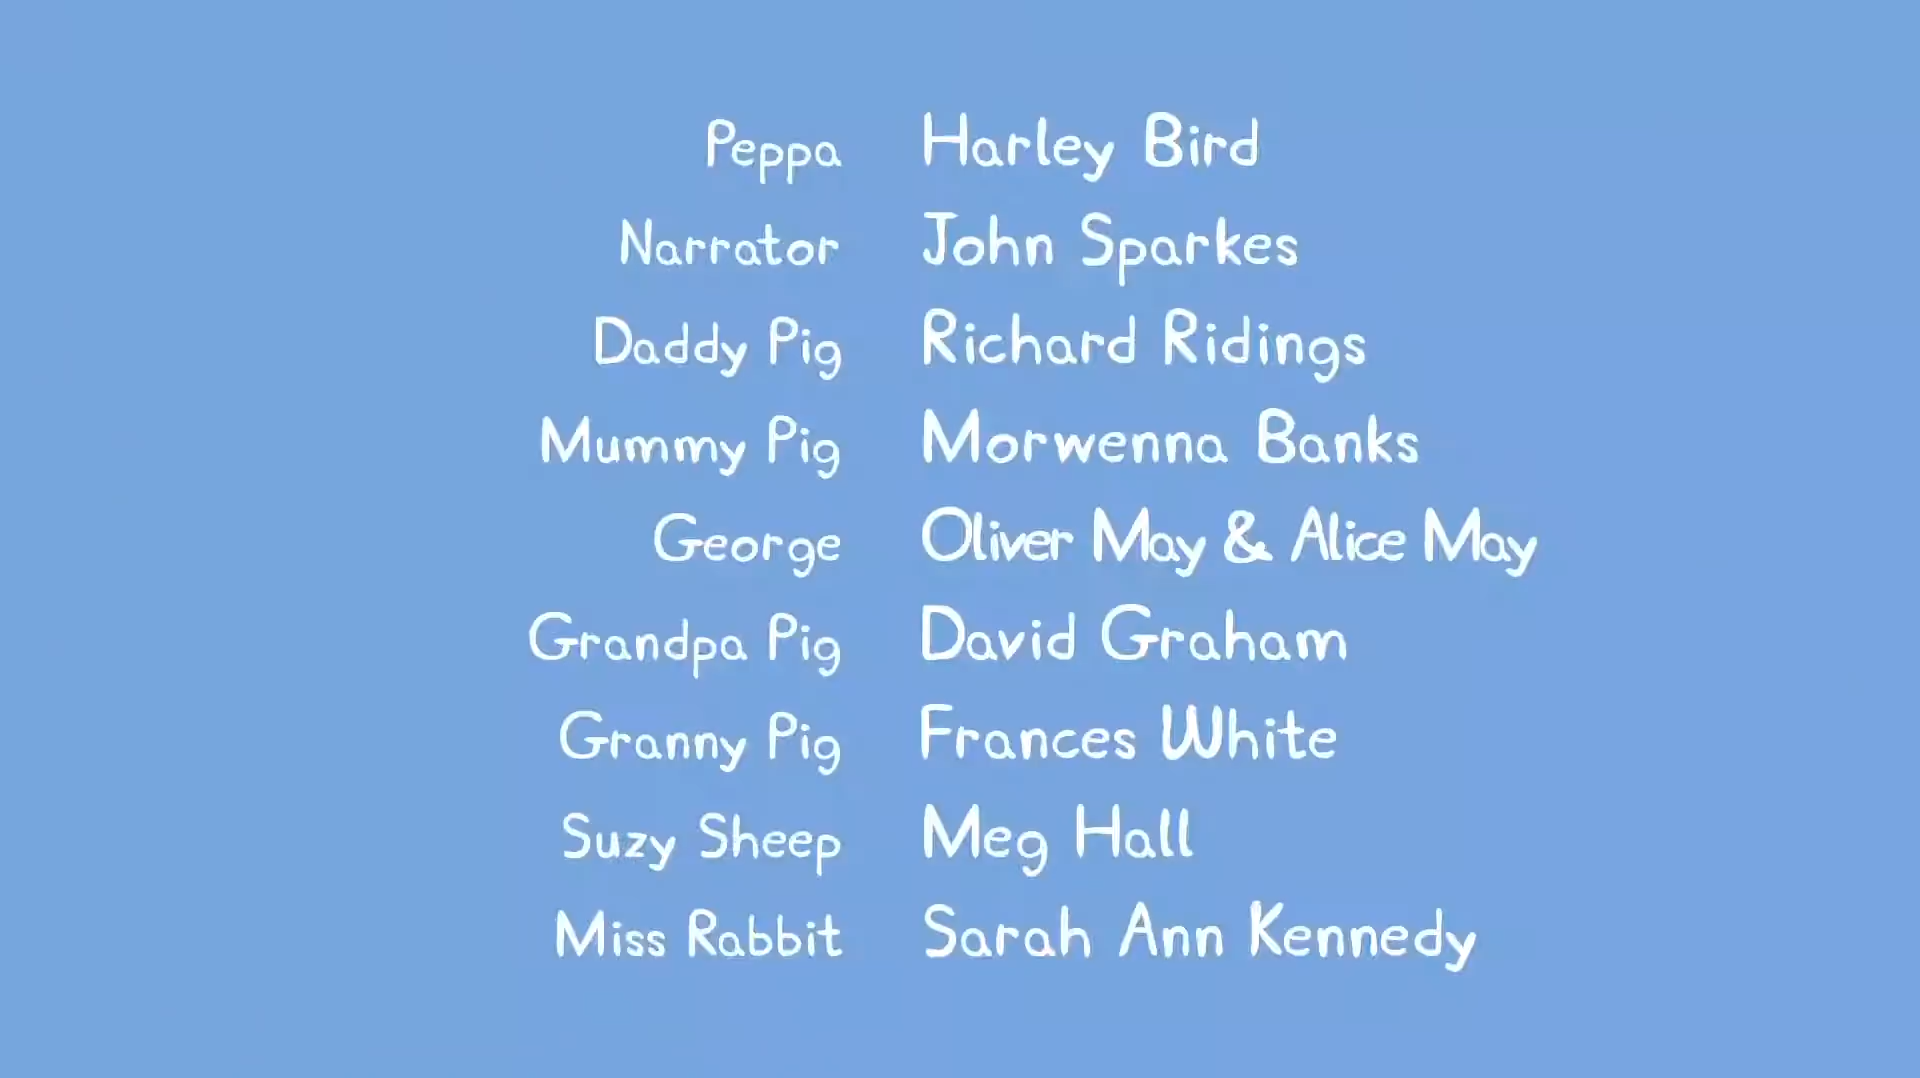 Peppa Harley Bird
Narrator John Sparkes
Daddy Pig Richard Ridings
Mummy Pig Morwenna Banks
George Oliver May & Alice May
Grandpa Pig David Graham
Granny Pig Frances White
Suzy Sheep Meg Hall
Miss Rabbit Sarah Ann Kennedy